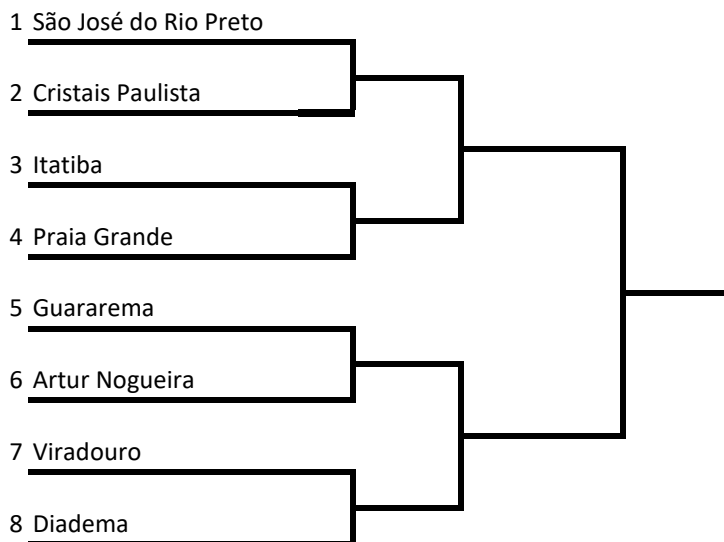 1 São José do Rio Preto
2 Cristais Paulista
3 Itatiba
4 Praia Grande
5 Guararema
6 Artur Nogueira
7 Viradouro
8 Diadema